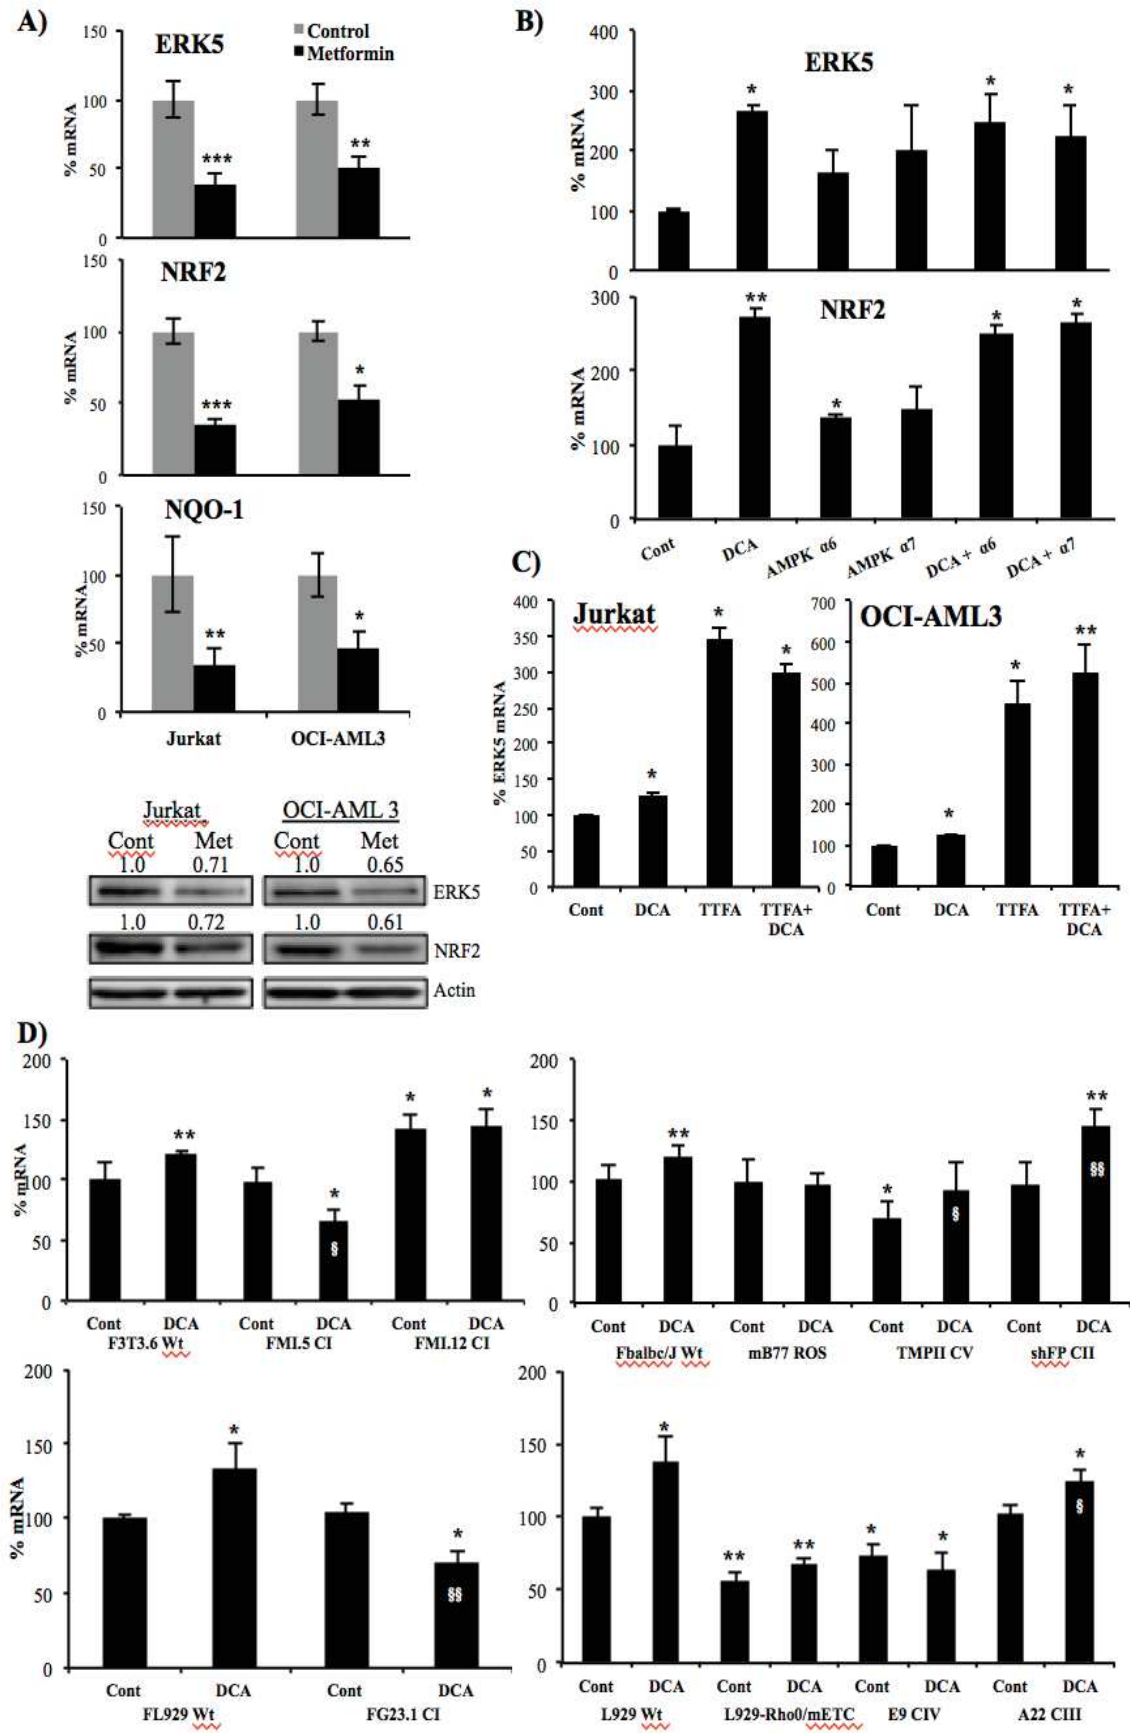 A)
ERK5
Control
Metformin
150
100
50
0
% mRNA
***
**
NRF2
150
100
50
0
% mRNA
***
*
NQO-1
150
100
50
0
% mRNA
**
*
Jurkat OCI-AML3
Jurkat OCI-AML 3
Cont Met Cont Met
1.0 0.71 1.0 0.65
ERK5
1.0 0.72 1.0 0.61
NRF2
Actin
B)
ERK5
400
300
200
100
0
% mRNA
* * *
NRF2
300
200
100
0
% mRNA
** * * *
Cont DCA AMPK α6 AMPK α7 DCA + α6 DCA + α7
C)
Jurkat
400
350
300
250
200
150
100
50
0
% ERK5 mRNA
* * *
Cont DCA TTFA TTFA+
DCA
OCI-AML3
700
600
500
400
300
200
100
0
* * **
Cont DCA TTFA TTFA+
DCA
D)
200
150
100
50
0
% mRNA
** * * *
§
Cont DCA Cont DCA Cont DCA
F3T3.6 Wt FMI.5 CI FMI.12 CI
200
150
100
50
0
** * **
§ §§
Cont DCA Cont DCA Cont DCA Cont DCA
Fbalbc/J Wt mB77 ROS TMPII CV shFP CII
200
150
100
50
0
% mRNA
* *
§§
Cont DCA Cont DCA
FL929 Wt FG23.1 CI
200
150
100
50
0
* ** ** * * *
§
Cont DCA Cont DCA Cont DCA Cont DCA
L929 Wt L929-Rho0/mETC E9 CIV A22 CIII